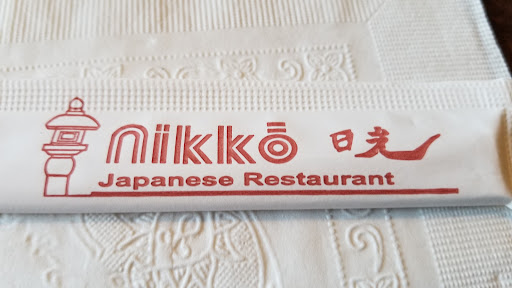 nikkō 日光
Japanese Restaurant